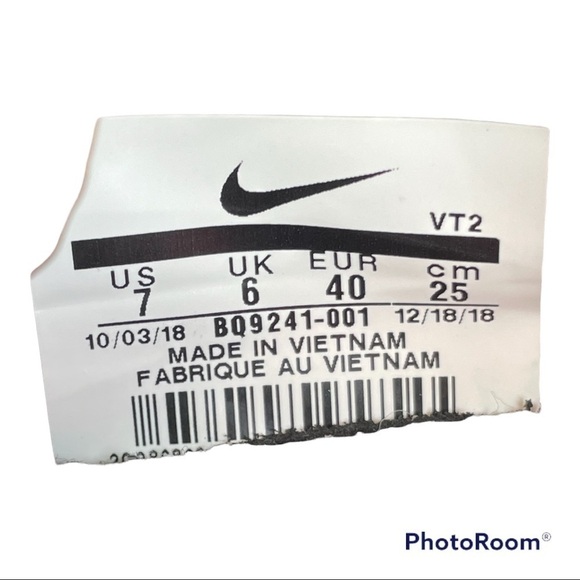 VT2
US UK EUR cm
7 6 40 25
10/03/18 BQ9241-001 12/18/18
MADE IN VIETNAM
FABRIQUE AU VIETNAM
PhotoRoom®